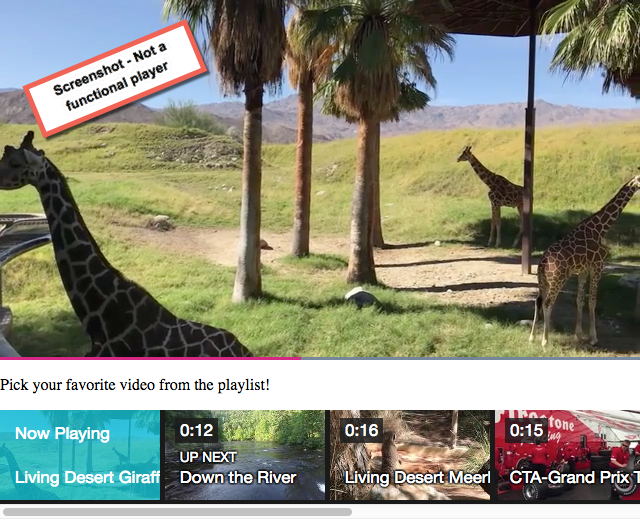 Screenshot - Not a
functional player
Pick your favorite video from the playlist!
Now Playing
Living Desert Giraff
0:12
UP NEXT
Down the River
0:16
Living Desert Meerl
0:15
CTA-Grand Prix T